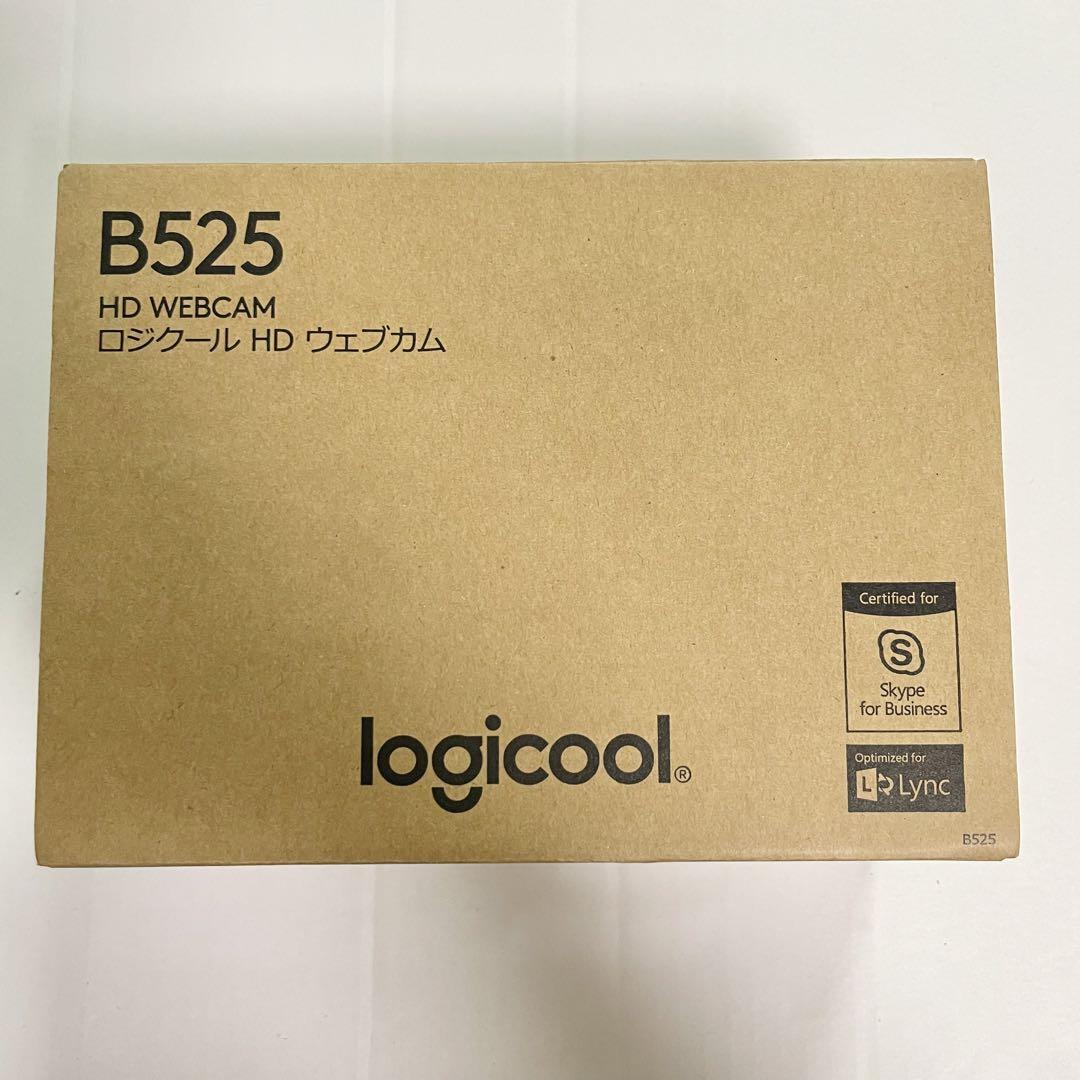 B525
HD WEBCAM
ロジクール HD ウェブカム
Certified for
S
Skype
for Business
logicool®
Optimized for
L Lync
B525